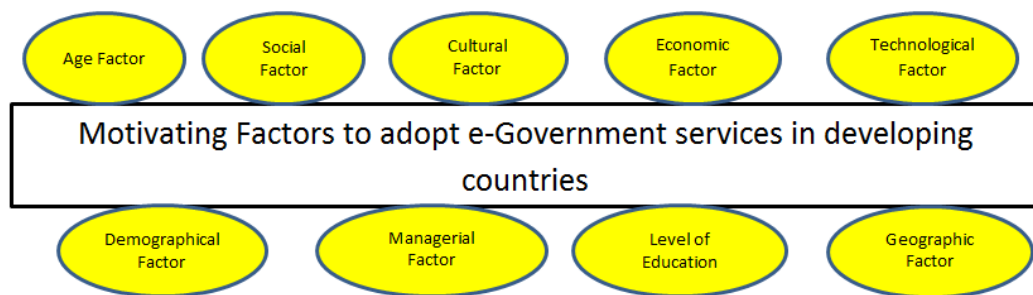 Age Factor
Social
Factor
Cultural
Factor
Economic
Factor
Technological
Factor
Motivating Factors to adopt e-Government services in developing
countries
Demographical
Factor
Managerial
Factor
Level of
Education
Geographic
Factor